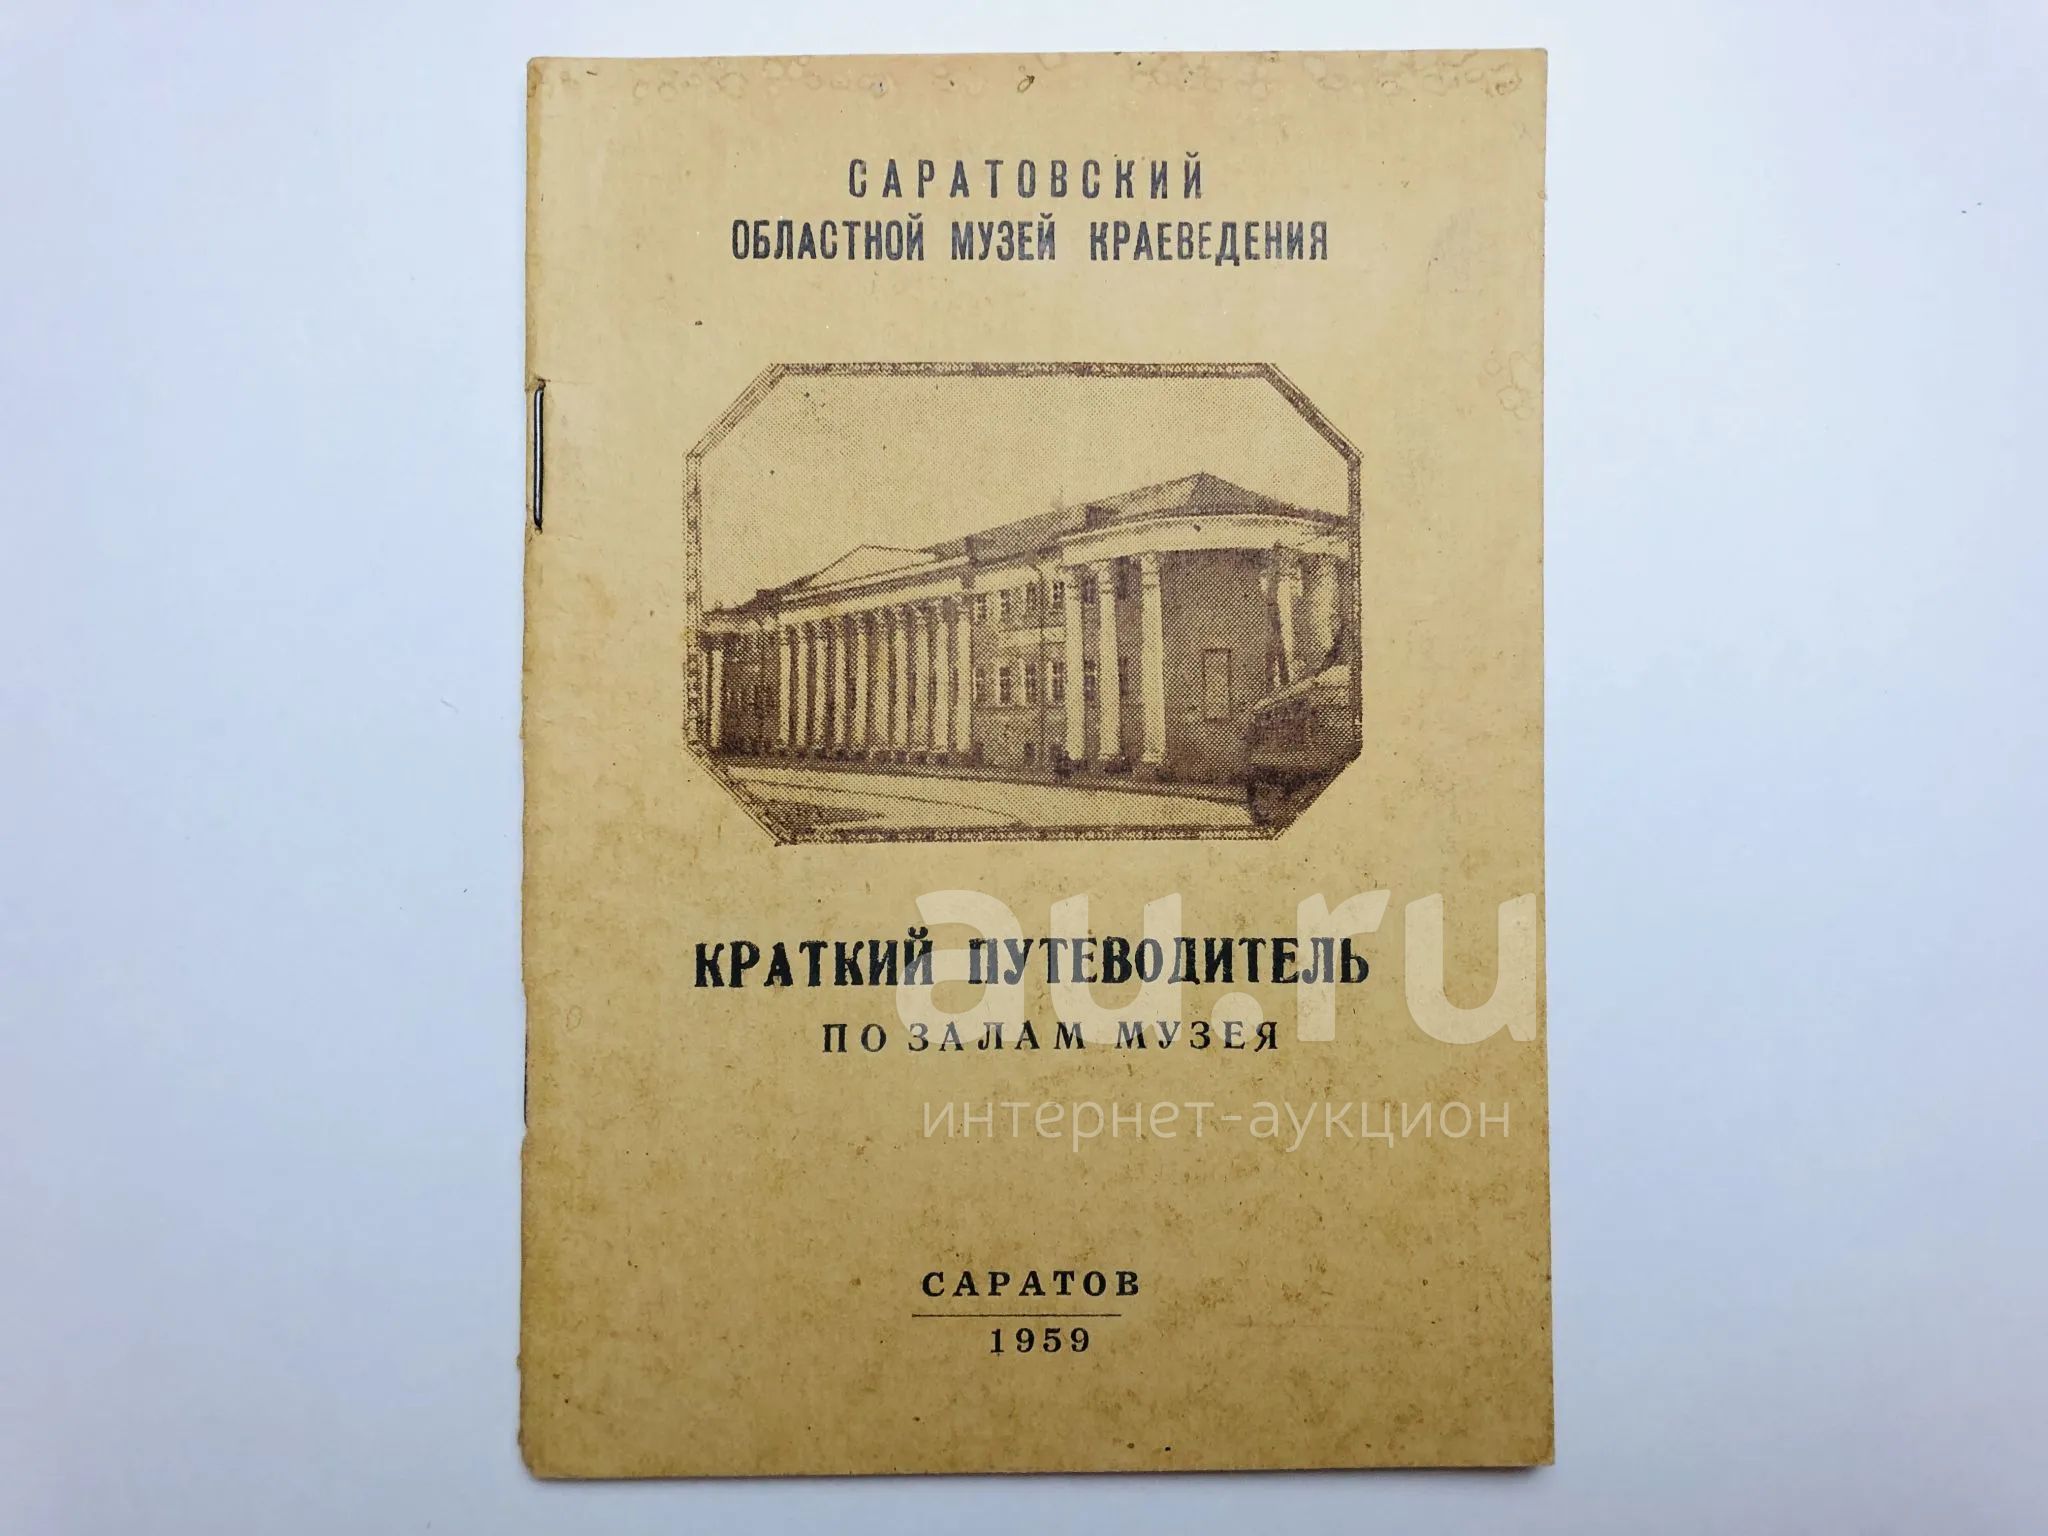 САРАТОВСКИЙ
ОБЛАСТНОЙ МУЗЕЙ КРАЕВЕДЕНИЯ
au.ru
КРАТКИЙ ПУТЕВОДИТЕЛЬ
ПО ЗАЛАМ МУЗЕЯ
интернет-аукцион
САРАТОВ
1959